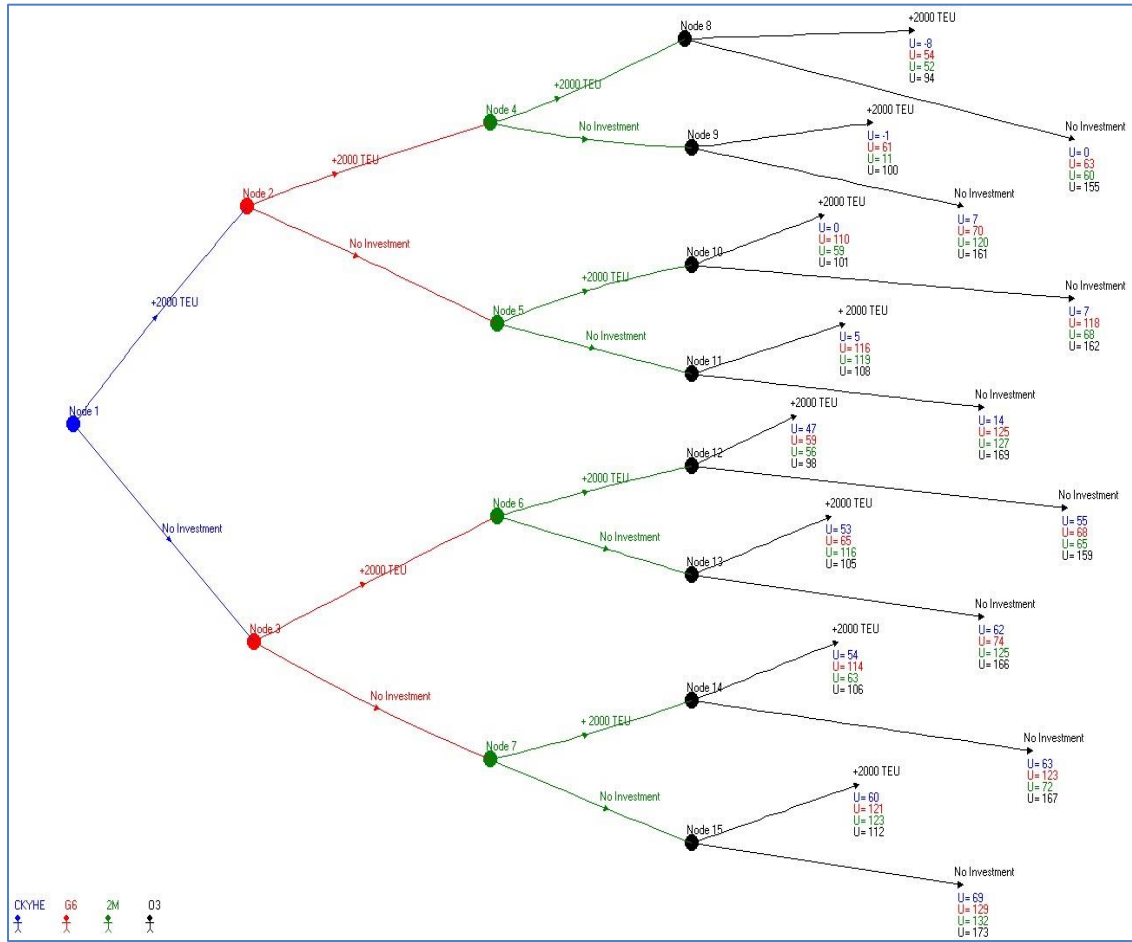 Node 8
+2000 TEU
U= -8
U= 54
U= 52
U= 94
+2000 TEU
Node 4
No Investment
Node 9
+2000 TEU
U= -1
U= 61
U= 11
U= 100
No Investment
U= 0
U= 63
U= 60
U= 155
+2000 TEU
Node 2
No Investment
U= 7
U= 70
U= 120
U= 161
+2000 TEU
U= 0
U= 110
U= 59
U= 101
No Investment
Node 10
+2000 TEU
No Investment
U= 7
U= 118
U= 68
U= 162
+2000 TEU
Node 5
No Investment
+ 2000 TEU
U= 5
U= 116
U= 119
U= 108
Node 11
No Investment
U= 14
U= 125
U= 127
U= 169
Node 1
+2000 TEU
U= 47
U= 59
U= 56
U= 98
Node 12
+2000 TEU
No Investment
U= 55
U= 68
U= 65
U= 159
Node 6
No Investment
+2000 TEU
U= 53
U= 65
U= 116
U= 105
No Investment
Node 13
+2000 TEU
No Investment
U= 62
U= 74
U= 125
U= 166
Node 3
+2000 TEU
U= 54
U= 114
U= 63
U= 106
No Investment
Node 14
+ 2000 TEU
No Investment
U= 63
U= 123
U= 72
U= 167
Node 7
No Investment
+2000 TEU
U= 60
U= 121
U= 123
U= 112
Node 15
No Investment
U= 69
U= 129
U= 132
U= 173
CKYHE G6 2M O3